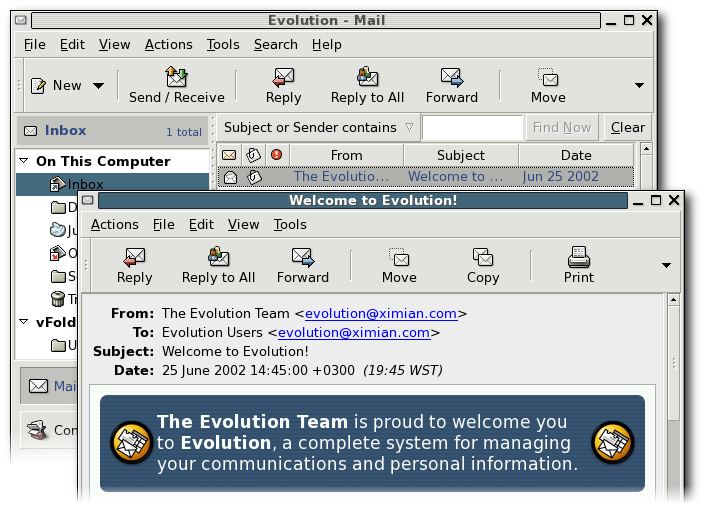 Evolution - Mail
File Edit View Actions Tools Search Help
New Send / Receive Reply Reply to All Forward Move
Inbox 1 total
Subject or Sender contains Find Now Clear
From Subject Date
The Evolutio... Welcome to ... Jun 25 2002
On This Computer
Inbox
vFold
Mai
Welcome to Evolution!
Actions File Edit View Tools
Reply Reply to All Forward Move Copy Print
From: The Evolution Team <evolution@ximian.com>
To: Evolution Users <evolution@ximian.com>
Subject: Welcome to Evolution!
Date: 25 June 2002 14:45:00 +0300 (19:45 WST)
The Evolution Team is proud to welcome you
to Evolution, a complete system for managing
your communications and personal information.